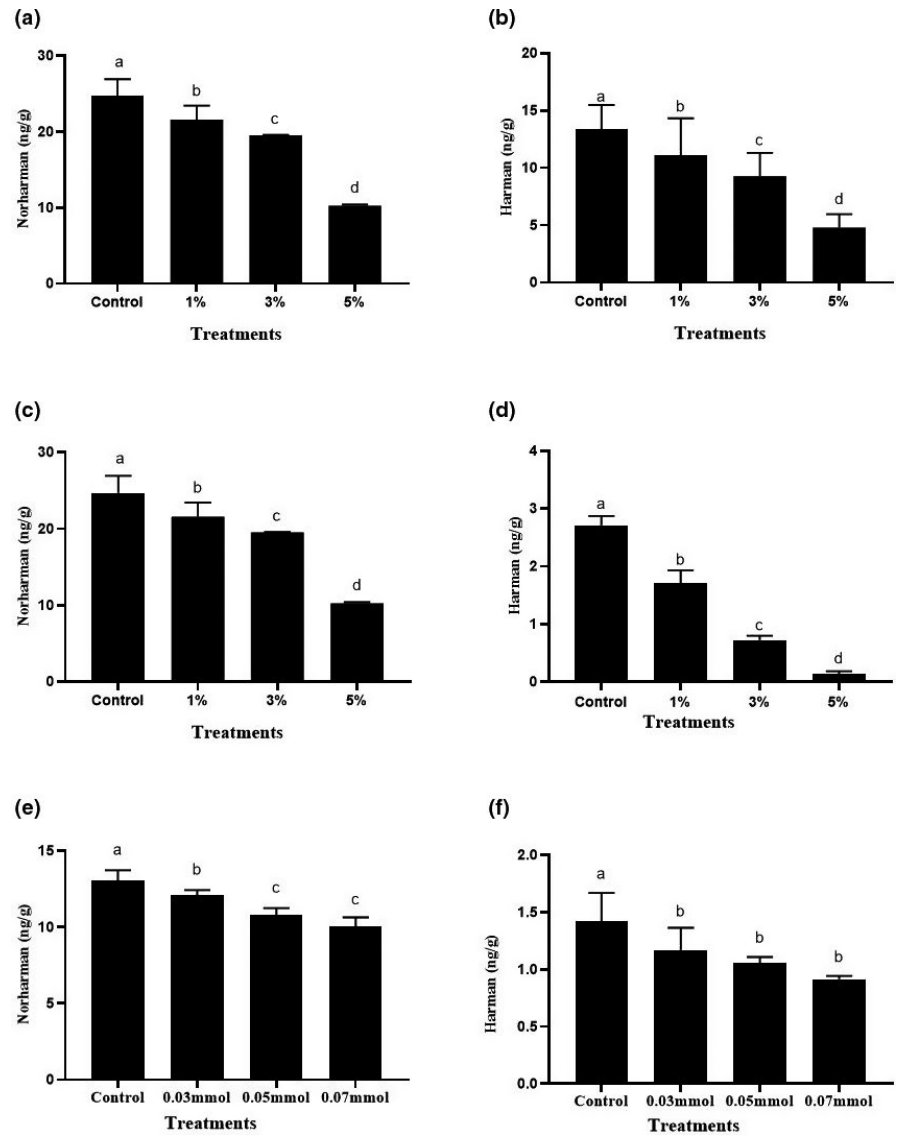 (a)
30
20
10
0
Norharman (ng/g)
a
b
c
d
Control 1% 3% 5%
Treatments
(b)
20
15
10
5
0
Harman (ng/g)
a
b
c
d
Control 1% 3% 5%
Treatments
(c)
30
20
10
0
Norharman (ng/g)
a
b
c
d
Control 1% 3% 5%
Treatments
(d)
4
3
2
1
0
Harman (ng/g)
a
b
c
d
Control 1% 3% 5%
Treatments
(e)
15
10
5
0
Norharman (ng/g)
a
b
c
c
Control 0.03mmol 0.05mmol 0.07mmol
Treatments
(f)
2.0
1.5
1.0
0.5
0.0
Harman (ng/g)
a
b
b
b
Control 0.03mmol 0.05mmol 0.07mmol
Treatments